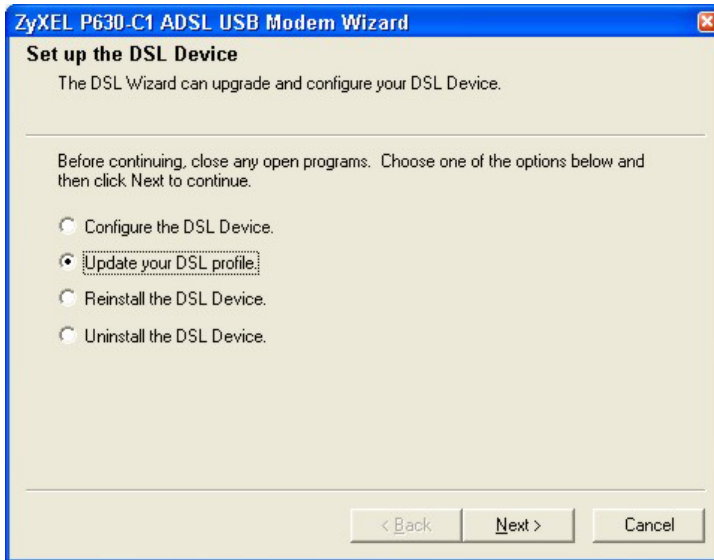 ZyXEL P630-C1 ADSL USB Modem Wizard
Set up the DSL Device
The DSL Wizard can upgrade and configure your DSL Device.
Before continuing, close any open programs. Choose one of the options below and
then click Next to continue.
Configure the DSL Device.
Update your DSL profile.
Reinstall the DSL Device.
Uninstall the DSL Device.
< Back
Next >
Cancel